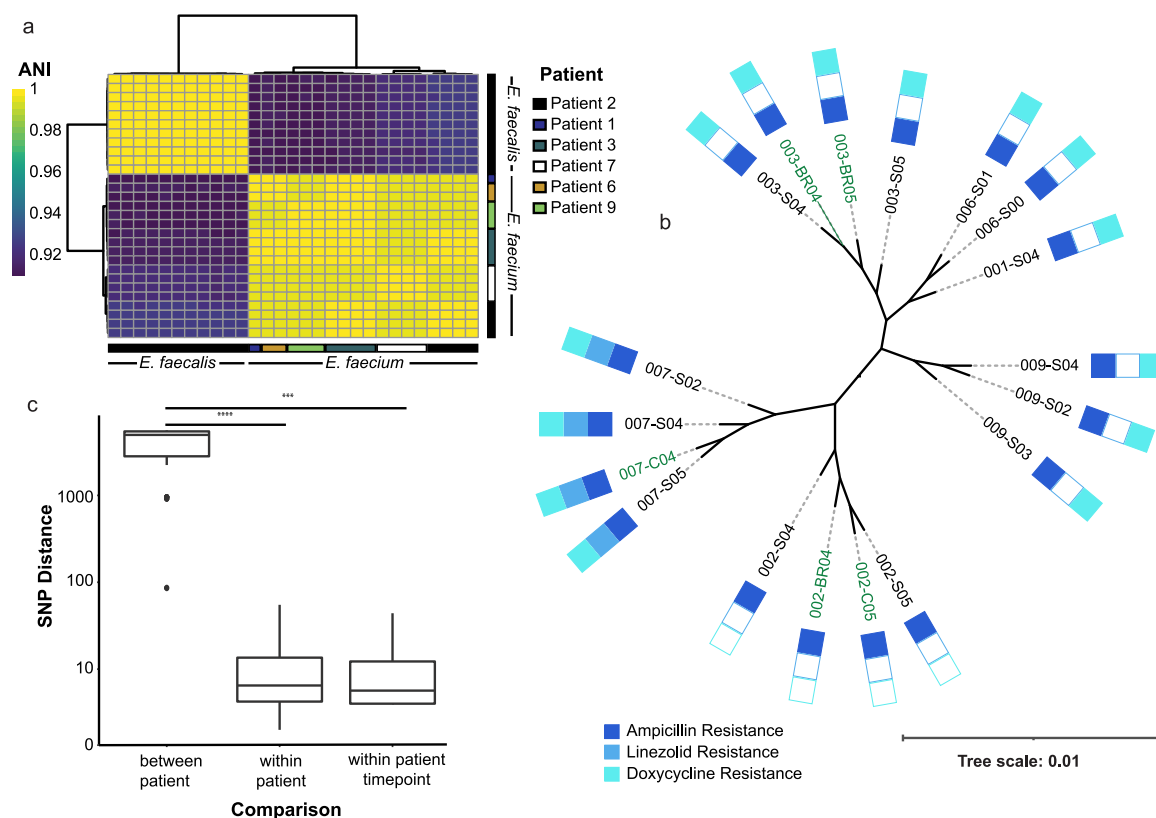 a
ANI
1
0.98
0.96
0.94
0.92
E. faecalis
E. faecium
E. faecalis
E. faecium
Patient
Patient 2
Patient 1
Patient 3
Patient 7
Patient 6
Patient 9
b
003-S04
003-BR04
003-BR05
003-S05
006-S01
006-S00
001-S04
009-S04
009-S02
009-S03
007-S02
007-S04
007-C04
007-S05
002-S04
002-BR04
002-C05
002-S05
Ampicillin Resistance
Linezolid Resistance
Doxycycline Resistance
Tree scale: 0.01
c
***
****
SNP Distance
1000
100
10
0
between
patient
within
patient
within patient
timepoint
Comparison